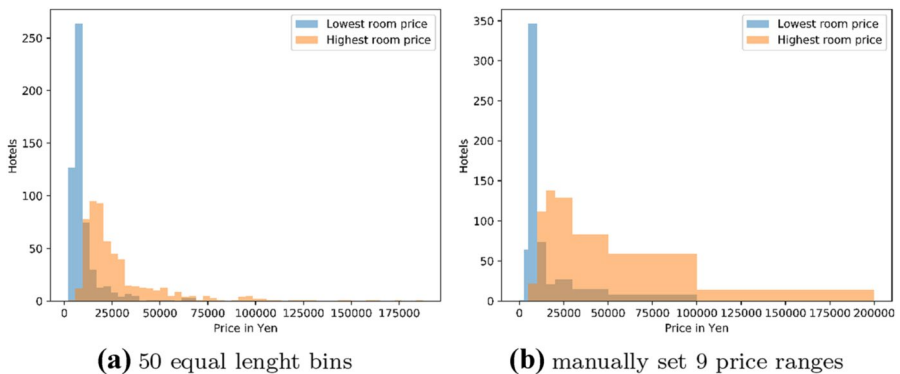 Lowest room price
Highest room price
250
200
150
100
50
0
Hotels
0 25000 50000 75000 100000 125000 150000 175000
Price in Yen
(a) 50 equal lenght bins
Lowest room price
Highest room price
350
300
250
200
150
100
50
0
Hotels
0 25000 50000 75000 100000 125000 150000 175000 200000
Price in Yen
(b) manually set 9 price ranges